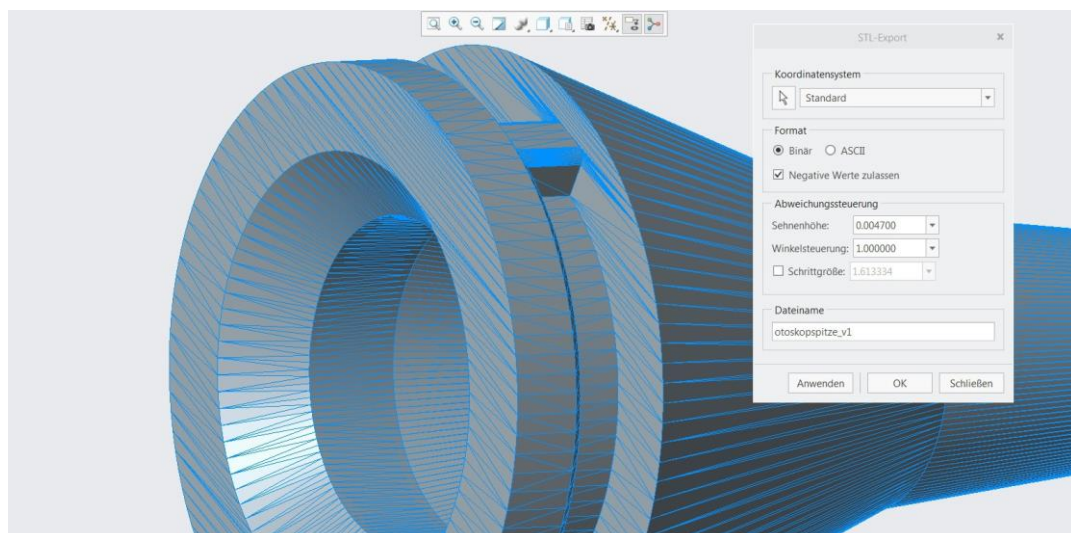 STL-Export
Koordinatensystem
Standard
Format
Binär ASCII
Negative Werte zulassen
Abweichungssteuerung
Sehnenhöhe: 0.004700
Winkelsteuerung: 1.000000
Schrittgröße: 1.613334
Dateiname
otoskopspitze_v1
Anwenden OK Schließen